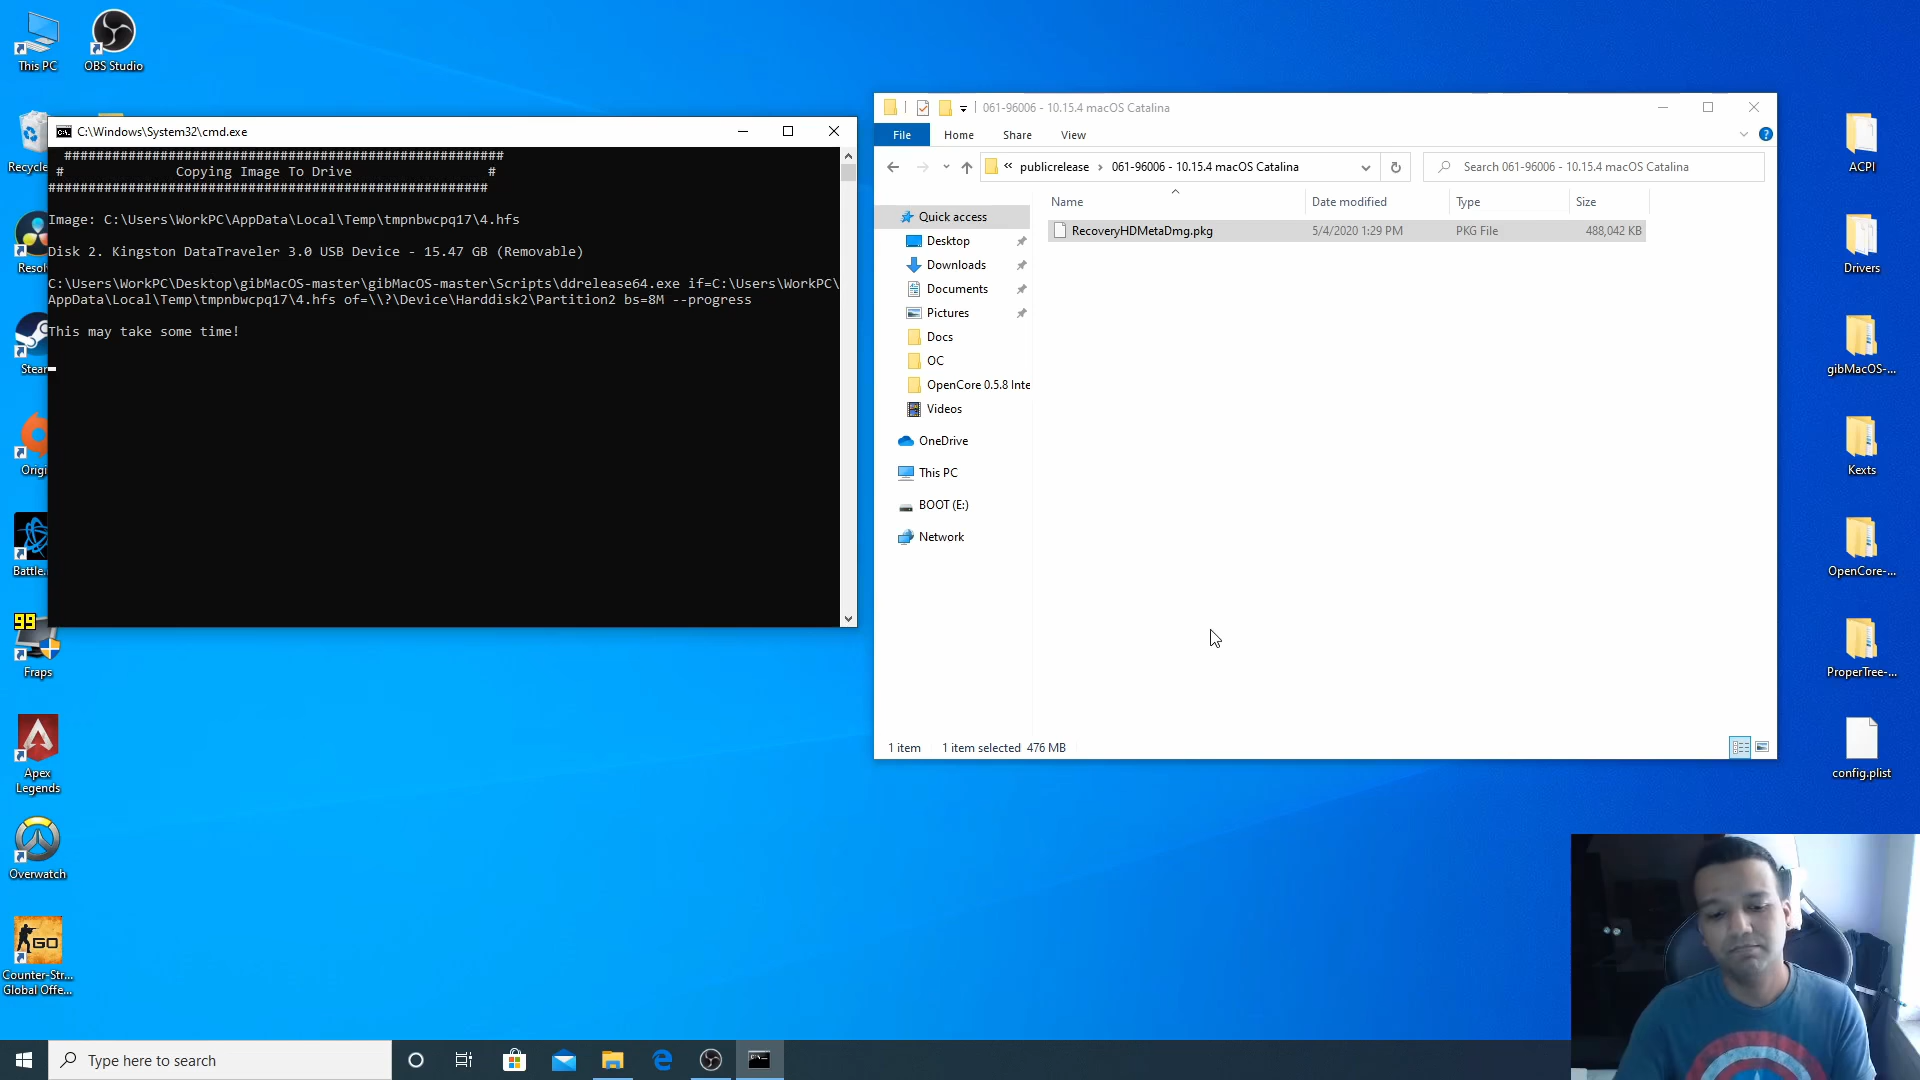 This PC
OBS Studio
Recycle
Resol
Stear
Origi
Battle.
99
Fraps
Apex
Legends
Overwatch
GO
Counter-Str...
Global Offe...
C:\Windows\System32\cmd.exe
#######################################################
# Copying Image To Drive #
#######################################################
Image: C:\Users\WorkPC\AppData\Local\Temp\tmpnbwcpq17\4.hfs
Disk 2. Kingston DataTraveler 3.0 USB Device - 15.47 GB (Removable)
C:\Users\WorkPC\Desktop\gibMacOS-master\gibMacOS-master\Scripts\ddrelease64.exe if=C:\Users\WorkPC\
AppData\Local\Temp\tmpnbwcpq17\4.hfs of=\\?\Device\Harddisk2\Partition2 bs=8M --progress
This may take some time!
061-96006 - 10.15.4 macOS Catalina
File Home Share View
« publicrelease › 061-96006 - 10.15.4 macOS Catalina
Search 061-96006 - 10.15.4 macOS Catalina
Name Date modified Type Size
RecoveryHDMetaDmg.pkg 5/4/2020 1:29 PM PKG File 488,042 KB
Quick access
Desktop
Downloads
Documents
Pictures
Docs
OC
OpenCore 0.5.8 Inte
Videos
OneDrive
This PC
BOOT (E:)
Network
1 item 1 item selected 476 MB
ACPI
Drivers
gibMacOS-...
Kexts
OpenCore-...
ProperTree-...
config.plist
Type here to search